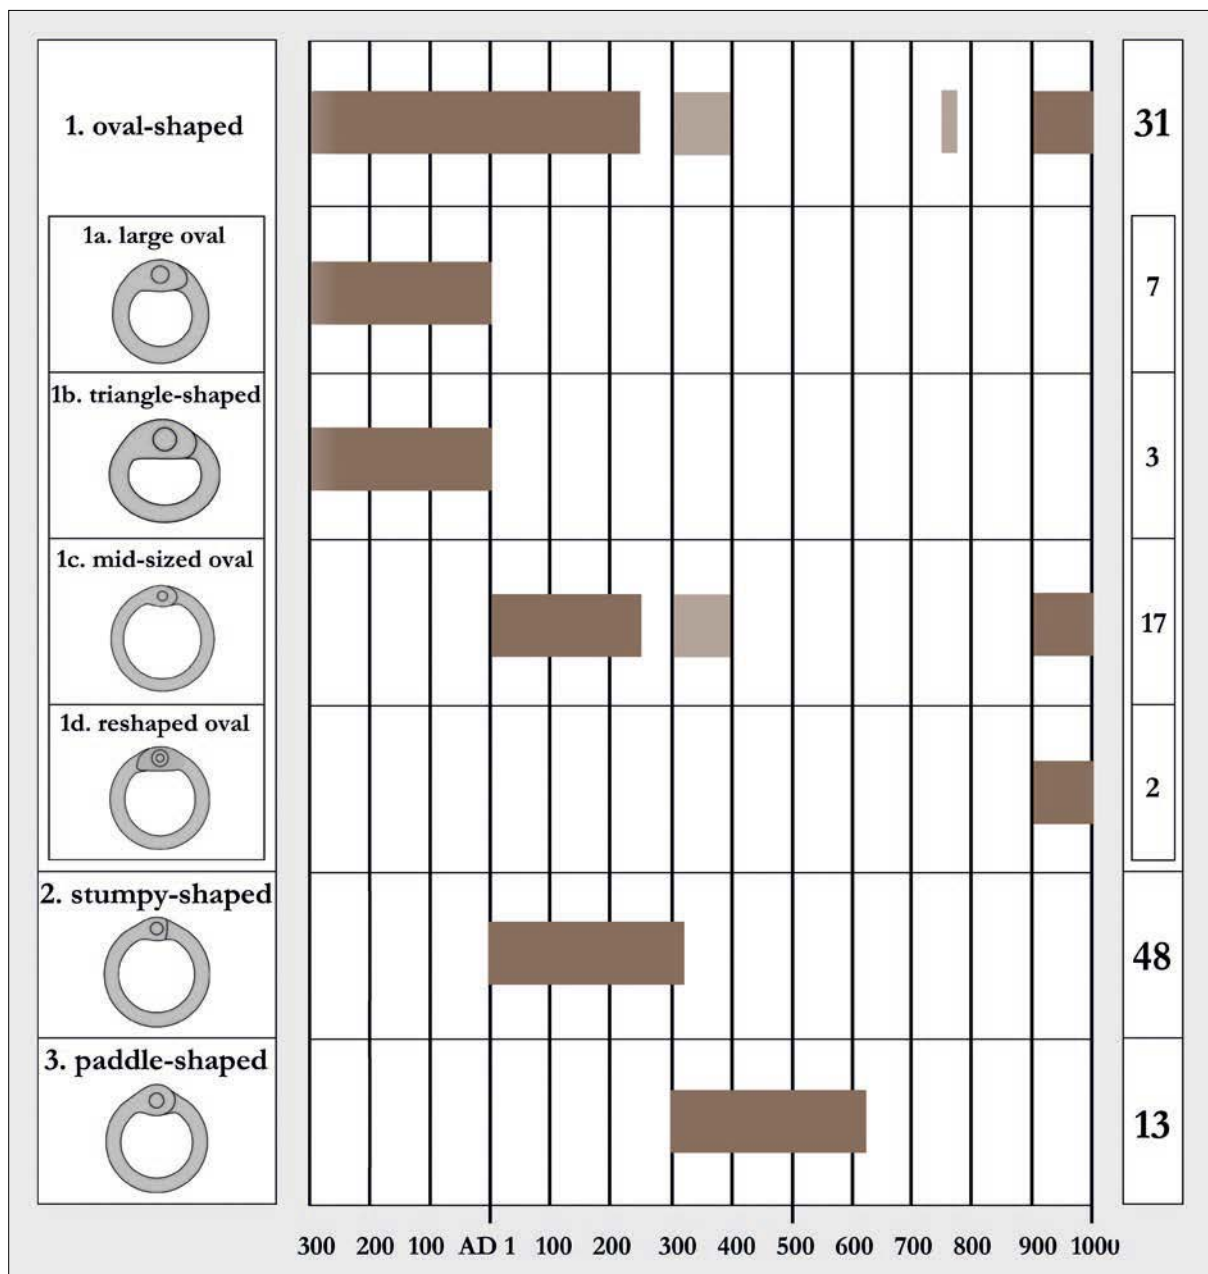 1. oval-shaped
31
1a. large oval
7
1b. triangle-shaped
3
1c. mid-sized oval
17
1d. reshaped oval
2
2. stumpy-shaped
48
3. paddle-shaped
13
300 200 100 AD 1 100 200 300 400 500 600 700 800 900 1000